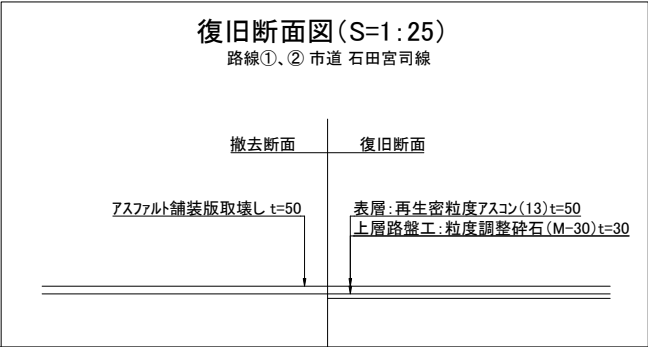 復旧断面図(S=1:25)
路線①、② 市道 石田宮司線
撤去断面
復旧断面
アスファルト舗装版取壊し t=50
表層:再生密粒度アスコン(13)t=50
上層路盤工:粒度調整砕石(M-30)t=30